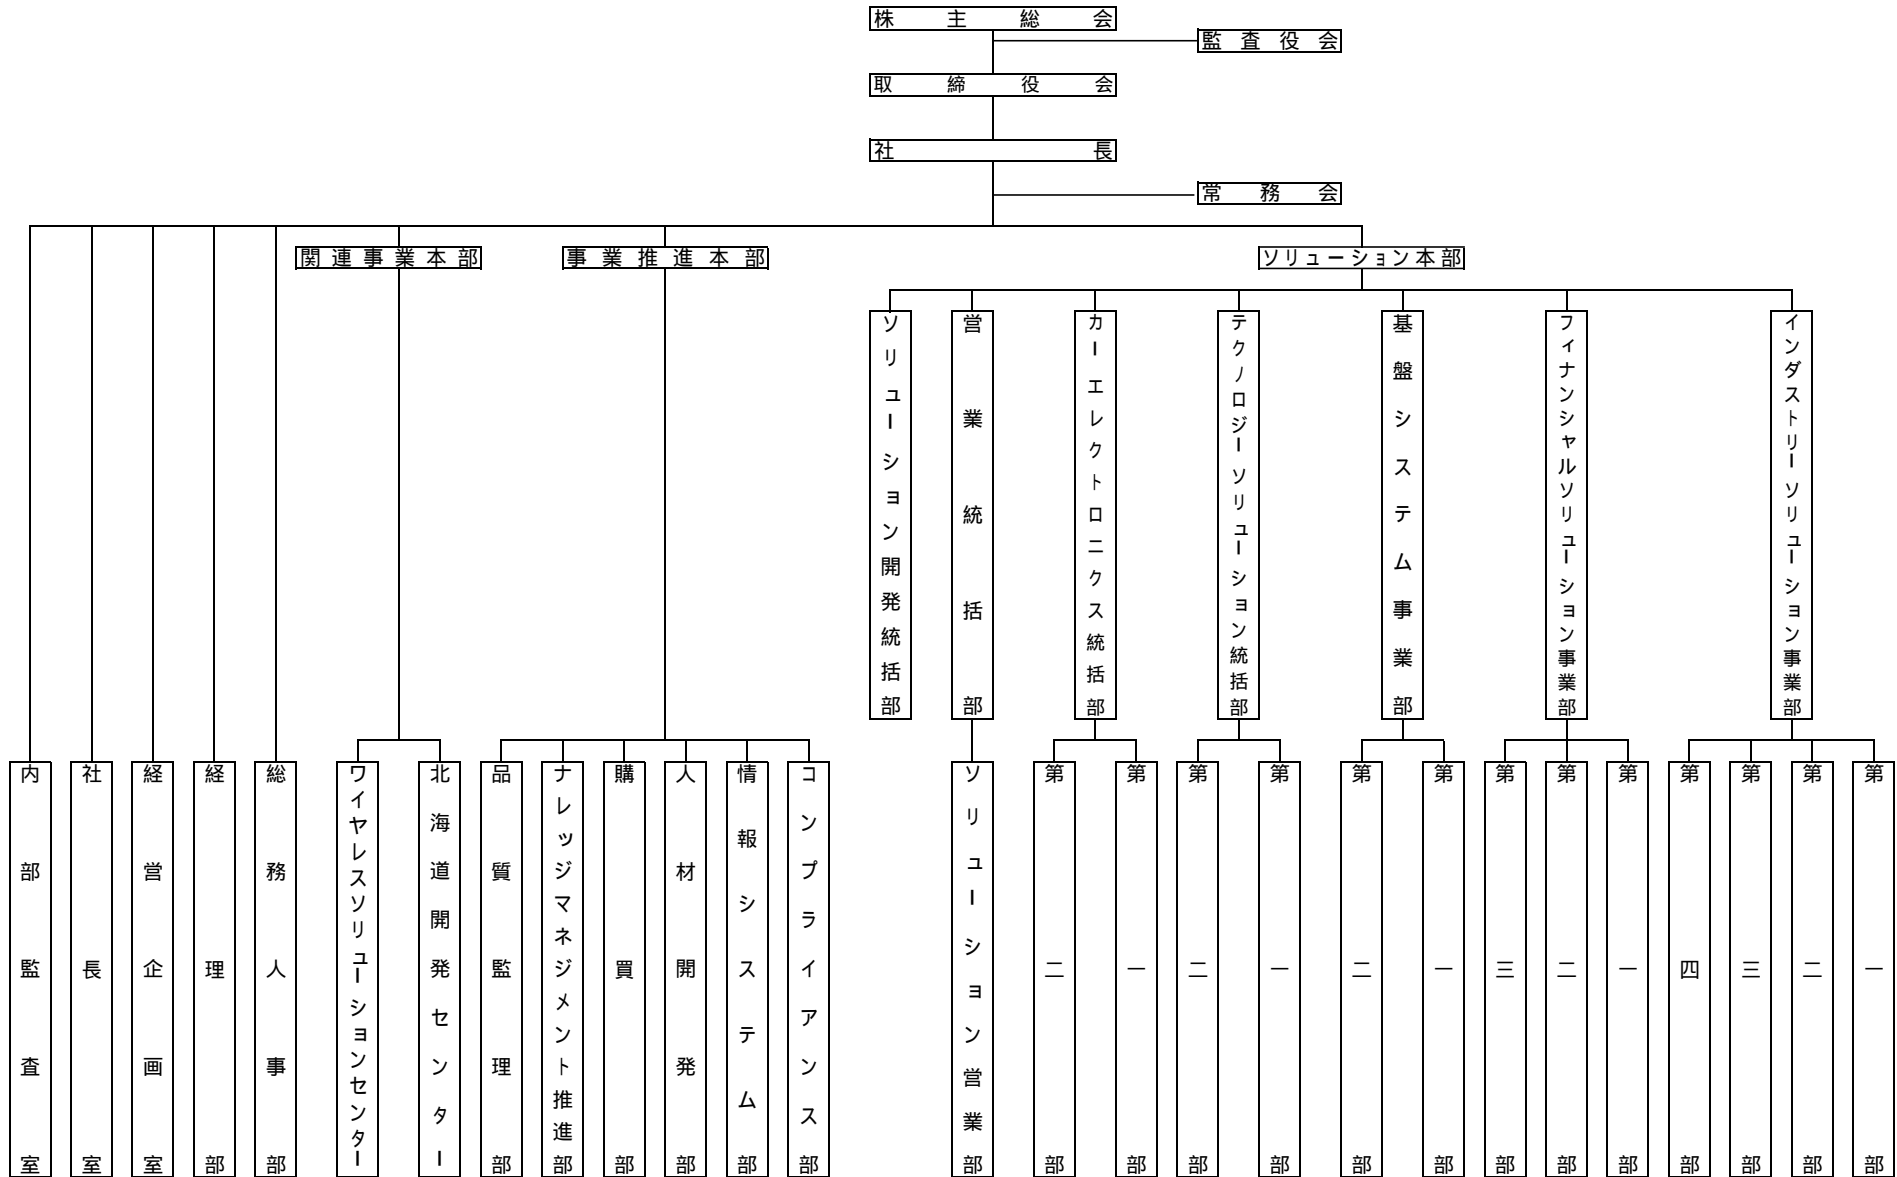 株主総会
監査役会
取締役会
社長
常務会
関連事業本部
事業推進本部
ソリューション本部
ソリューション開発統括部
営業統括部
カーエレクトロニクス統括部
テクノロジーソリューション統括部
基盤システム事業部
フィナンシャルソリューション事業部
インダストリーソリューション事業部
内部監査室
社長室
経営企画室
経理部
総務人事部
ワイヤレスソリューションセンター
北海道開発センター
品質監理部
ナレッジマネジメント推進部
購買部
人材開発部
情報システム部
コンプライアンス部
ソリューション営業部
第二部
第一部
第二部
第一部
第二部
第一部
第三部
第二部
第一部
第四部
第三部
第二部
第一部